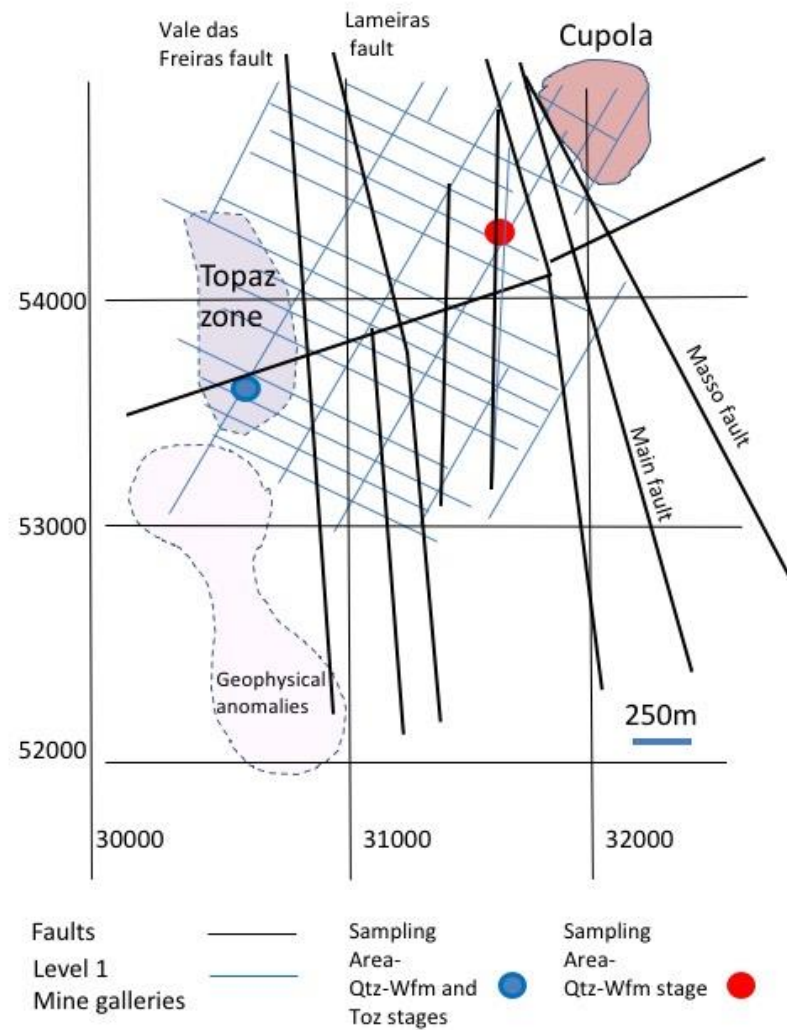 Vale das
Freiras fault
Lameiras
fault
Cupola
Topaz
zone
54000
Masso fault
Main fault
53000
Geophysical
anomalies
250m
52000
30000
31000
32000
Faults
Level 1
Mine galleries
Sampling
Area-
Qtz-Wfm and
Toz stages
Sampling
Area-
Qtz-Wfm stage